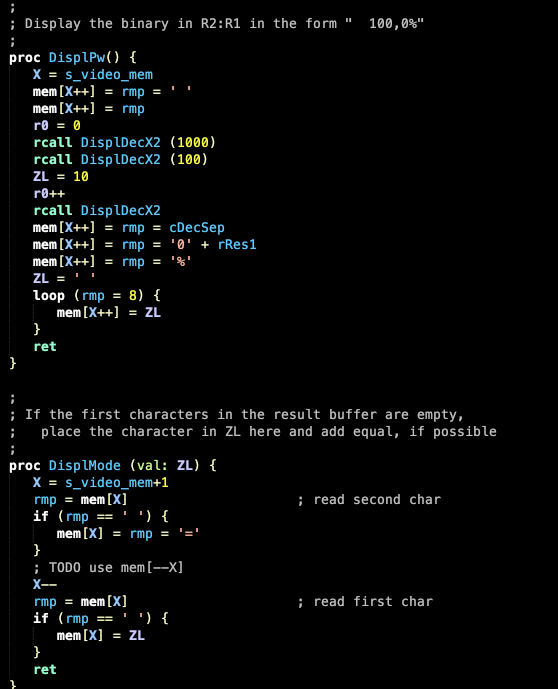 ;
; Display the binary in R2:R1 in the form "  100,0%"
;
proc DisplPw() {
   X = s_video_mem
   mem[X++] = rmp = ' '
   mem[X++] = rmp
   r0 = 0
   rcall DisplDecX2 (1000)
   rcall DisplDecX2 (100)
   ZL = 10
   r0++
   rcall DisplDecX2
   mem[X++] = rmp = cDecSep
   mem[X++] = rmp = '0' + rRes1
   mem[X++] = rmp = '%'
   ZL = ' '
   loop (rmp = 8) {
      mem[X++] = ZL
   }
   ret
}

;
; If the first characters in the result buffer are empty,
;   place the character in ZL here and add equal, if possible
;
proc DisplMode (val: ZL) {
   X = s_video_mem+1
   rmp = mem[X]                     ; read second char
   if (rmp == ' ') {
      mem[X] = rmp = '='
   }
   ; TODO use mem[--X]
   X--
   rmp = mem[X]                     ; read first char
   if (rmp == ' ') {
      mem[X] = ZL
   }
   ret
}